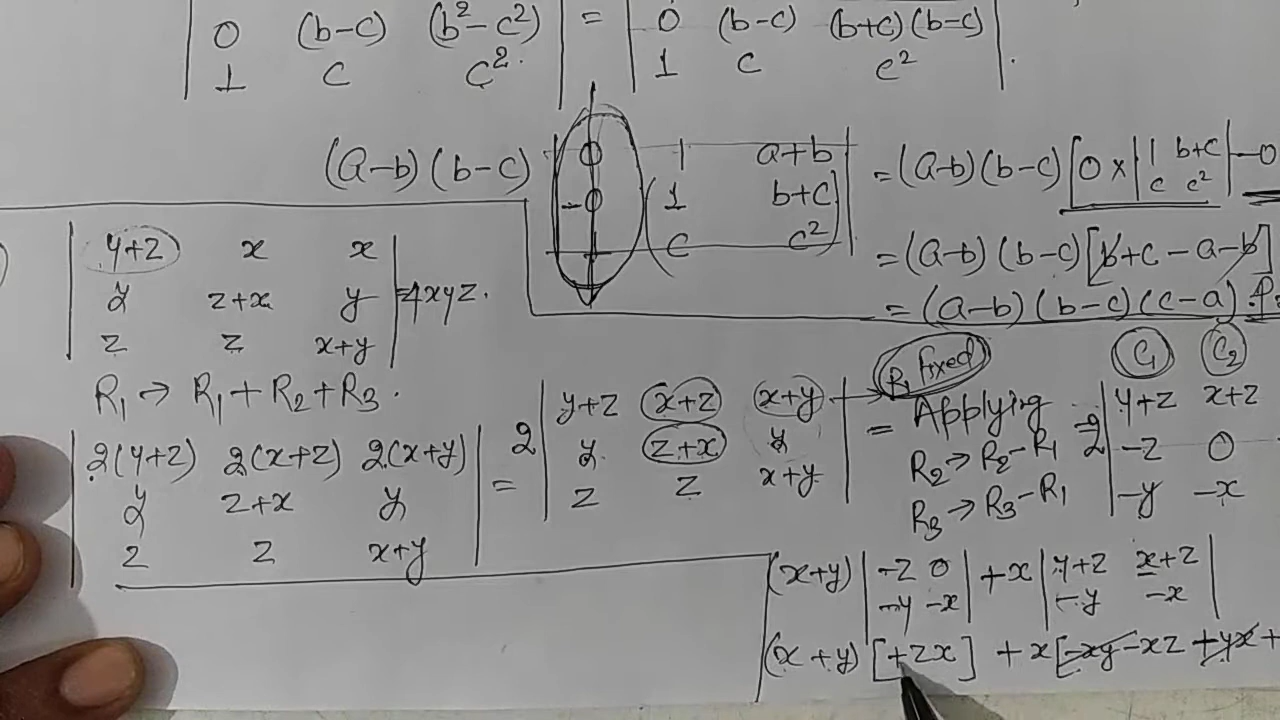 | 0 (b-c) (b²-c²) | = | 0 (b-c) (b+c)(b-c) |
| 1 c c² | | 1 c c² | .
(a-b)(b-c) | 0 1 a+b | = (a-b)(b-c) [0 × | 1 b+c | - 0
| 0 1 b+c | | c c² |
| 1 c c² | = (a-b)(b-c) [b+c-a-b]
= (a-b)(b-c)(c-a)
| y+z x x |
| y z+x y | = 4xyz.
| z z x+y |
R₁ → R₁ + R₂ + R₃.
| 2(y+z) 2(x+z) 2(x+y) | = 2 | y+z x+z x+y |
| y z+x y | | y z+x y |
| z z x+y | | z z x+y |
R₁ fixed
= Applying
R₂ → R₂-R₁
R₃ → R₃-R₁
C₁ C₂
=2 | y+z x+z
| -z 0
| -y -x
(x+y) | -z 0 | + x | y+z x+z |
| -y -x | | -y -x |
(x+y) [+zx] + x [-xy - xz + yx +